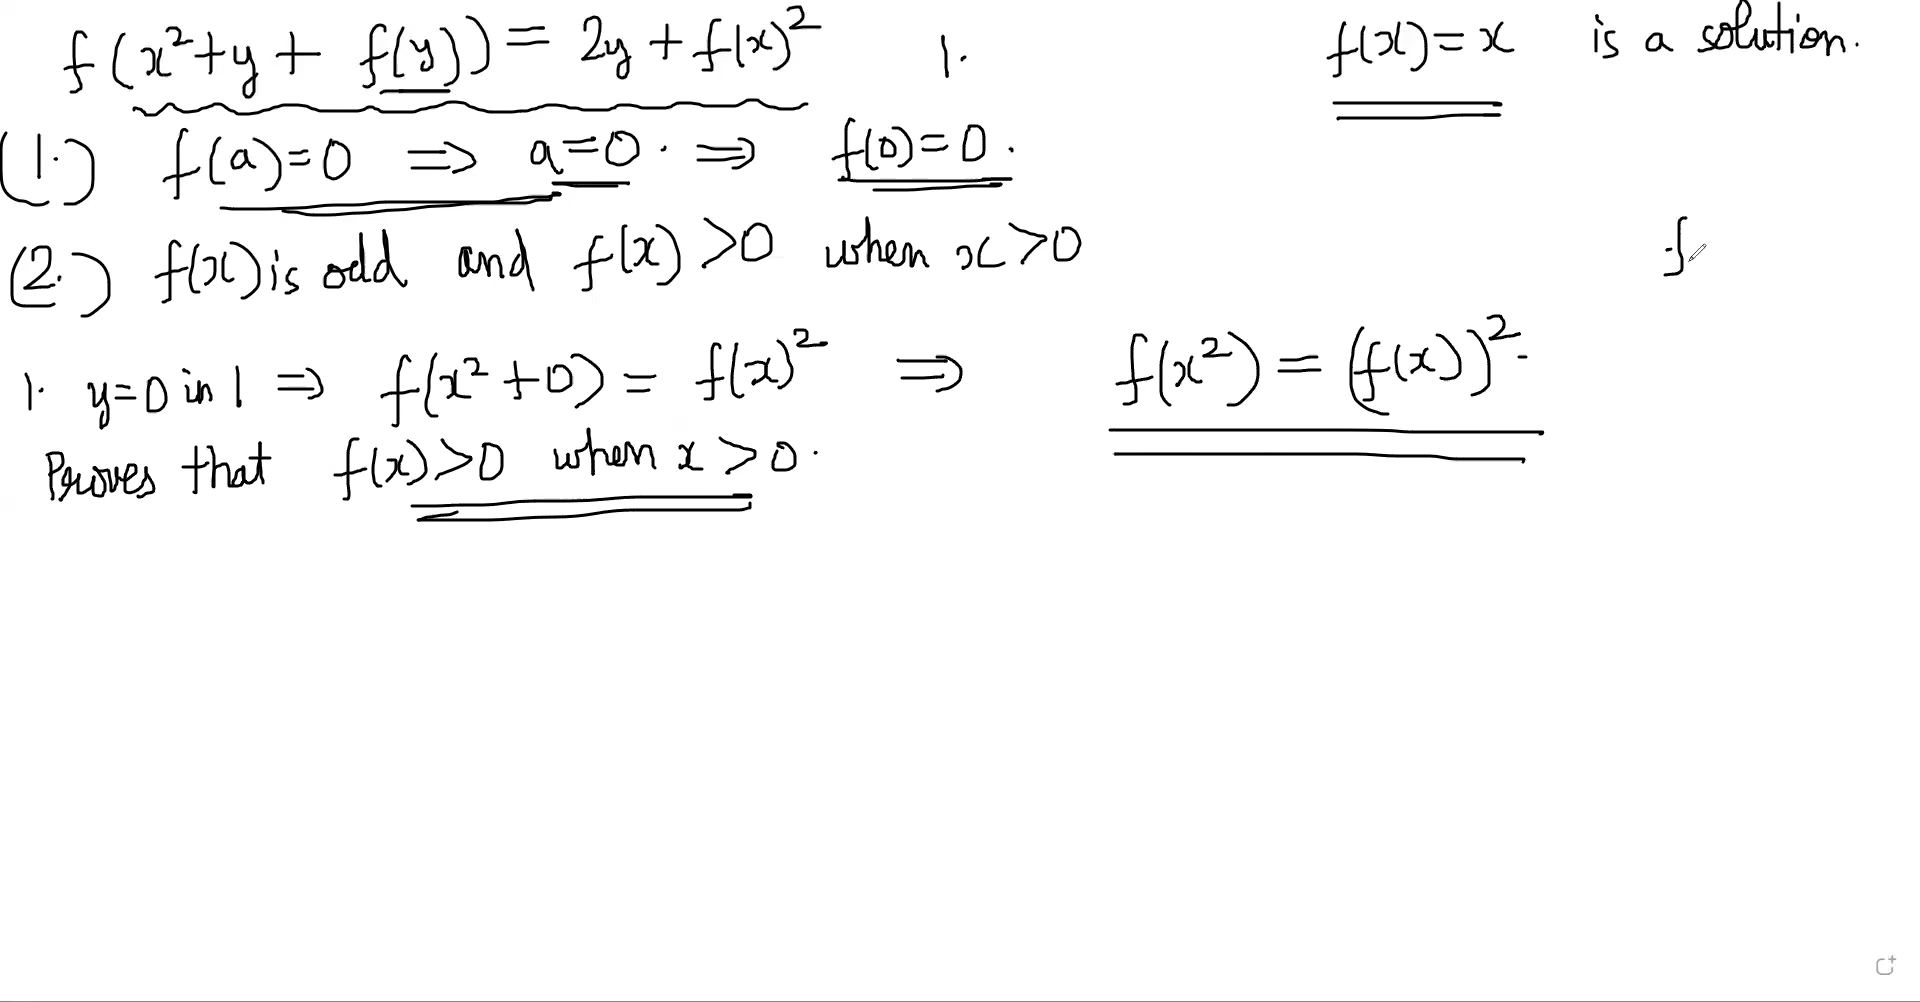 f(x²+y+f(y)) = 2y + f(x)² 1. f(x) = x is a solution.
(1.) f(a)=0 ⇒ a=0. ⇒ f(0)=0.
(2.) f(x) is odd and f(x)>0 when x>0 f
1. y=0 in 1 ⇒ f(x²+0) = f(x)² ⇒ f(x²) = (f(x))².
Proves that f(x)>0 when x>0.